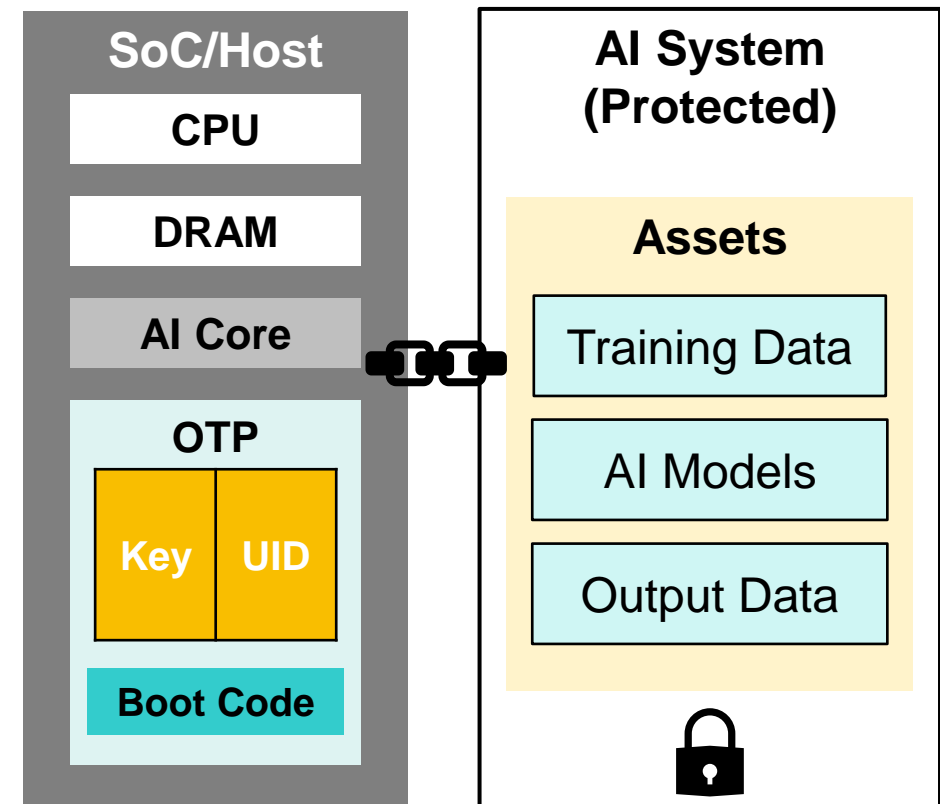 SoC/Host
CPU
DRAM
AI Core
OTP
Key
UID
Boot Code
AI System
(Protected)
Assets
Training Data
AI Models
Output Data